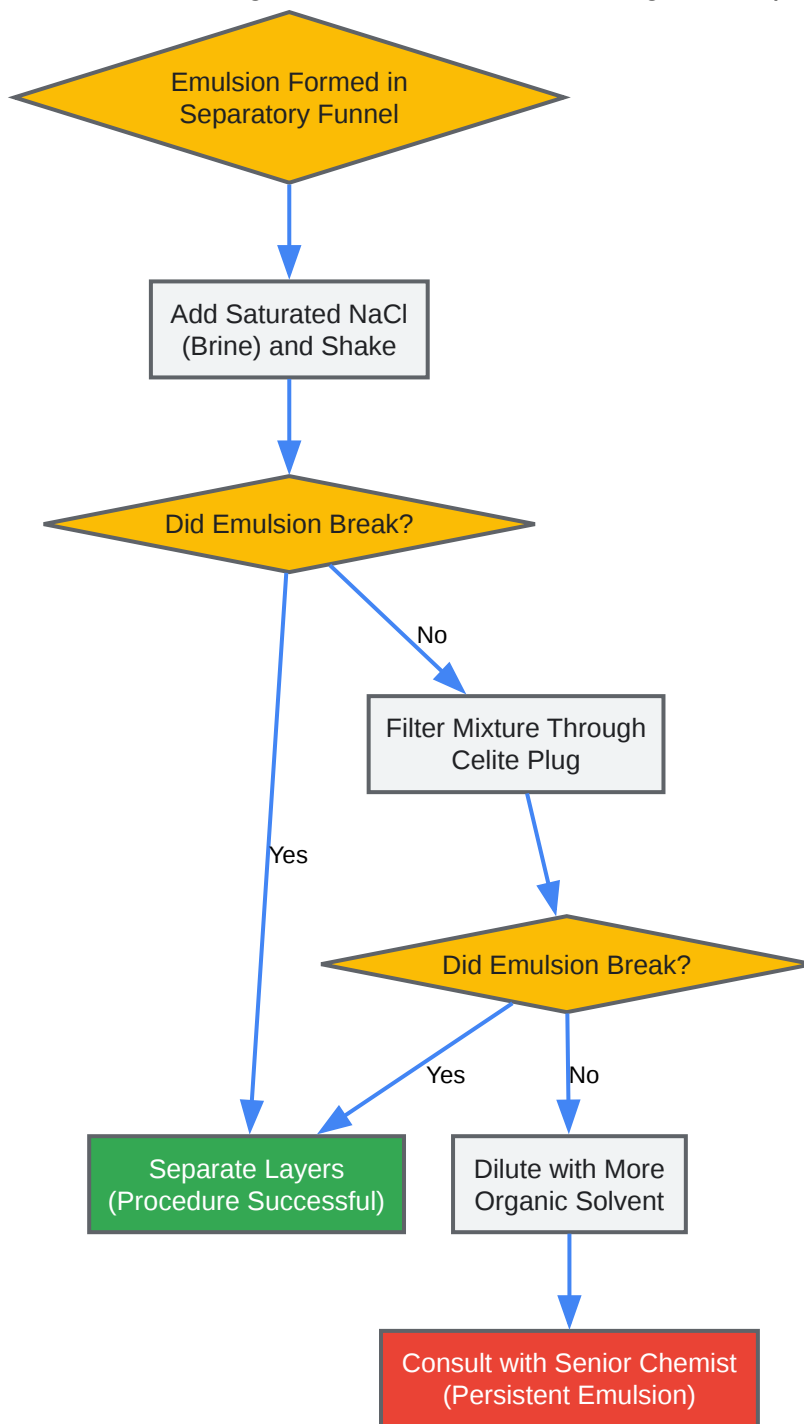 Emulsion Formed in
Separatory Funnel
Add Saturated NaCl
(Brine) and Shake
Did Emulsion Break?
No
Filter Mixture Through
Celite Plug
Yes
Did Emulsion Break?
Yes
No
Separate Layers
(Procedure Successful)
Dilute with More
Organic Solvent
Consult with Senior Chemist
(Persistent Emulsion)